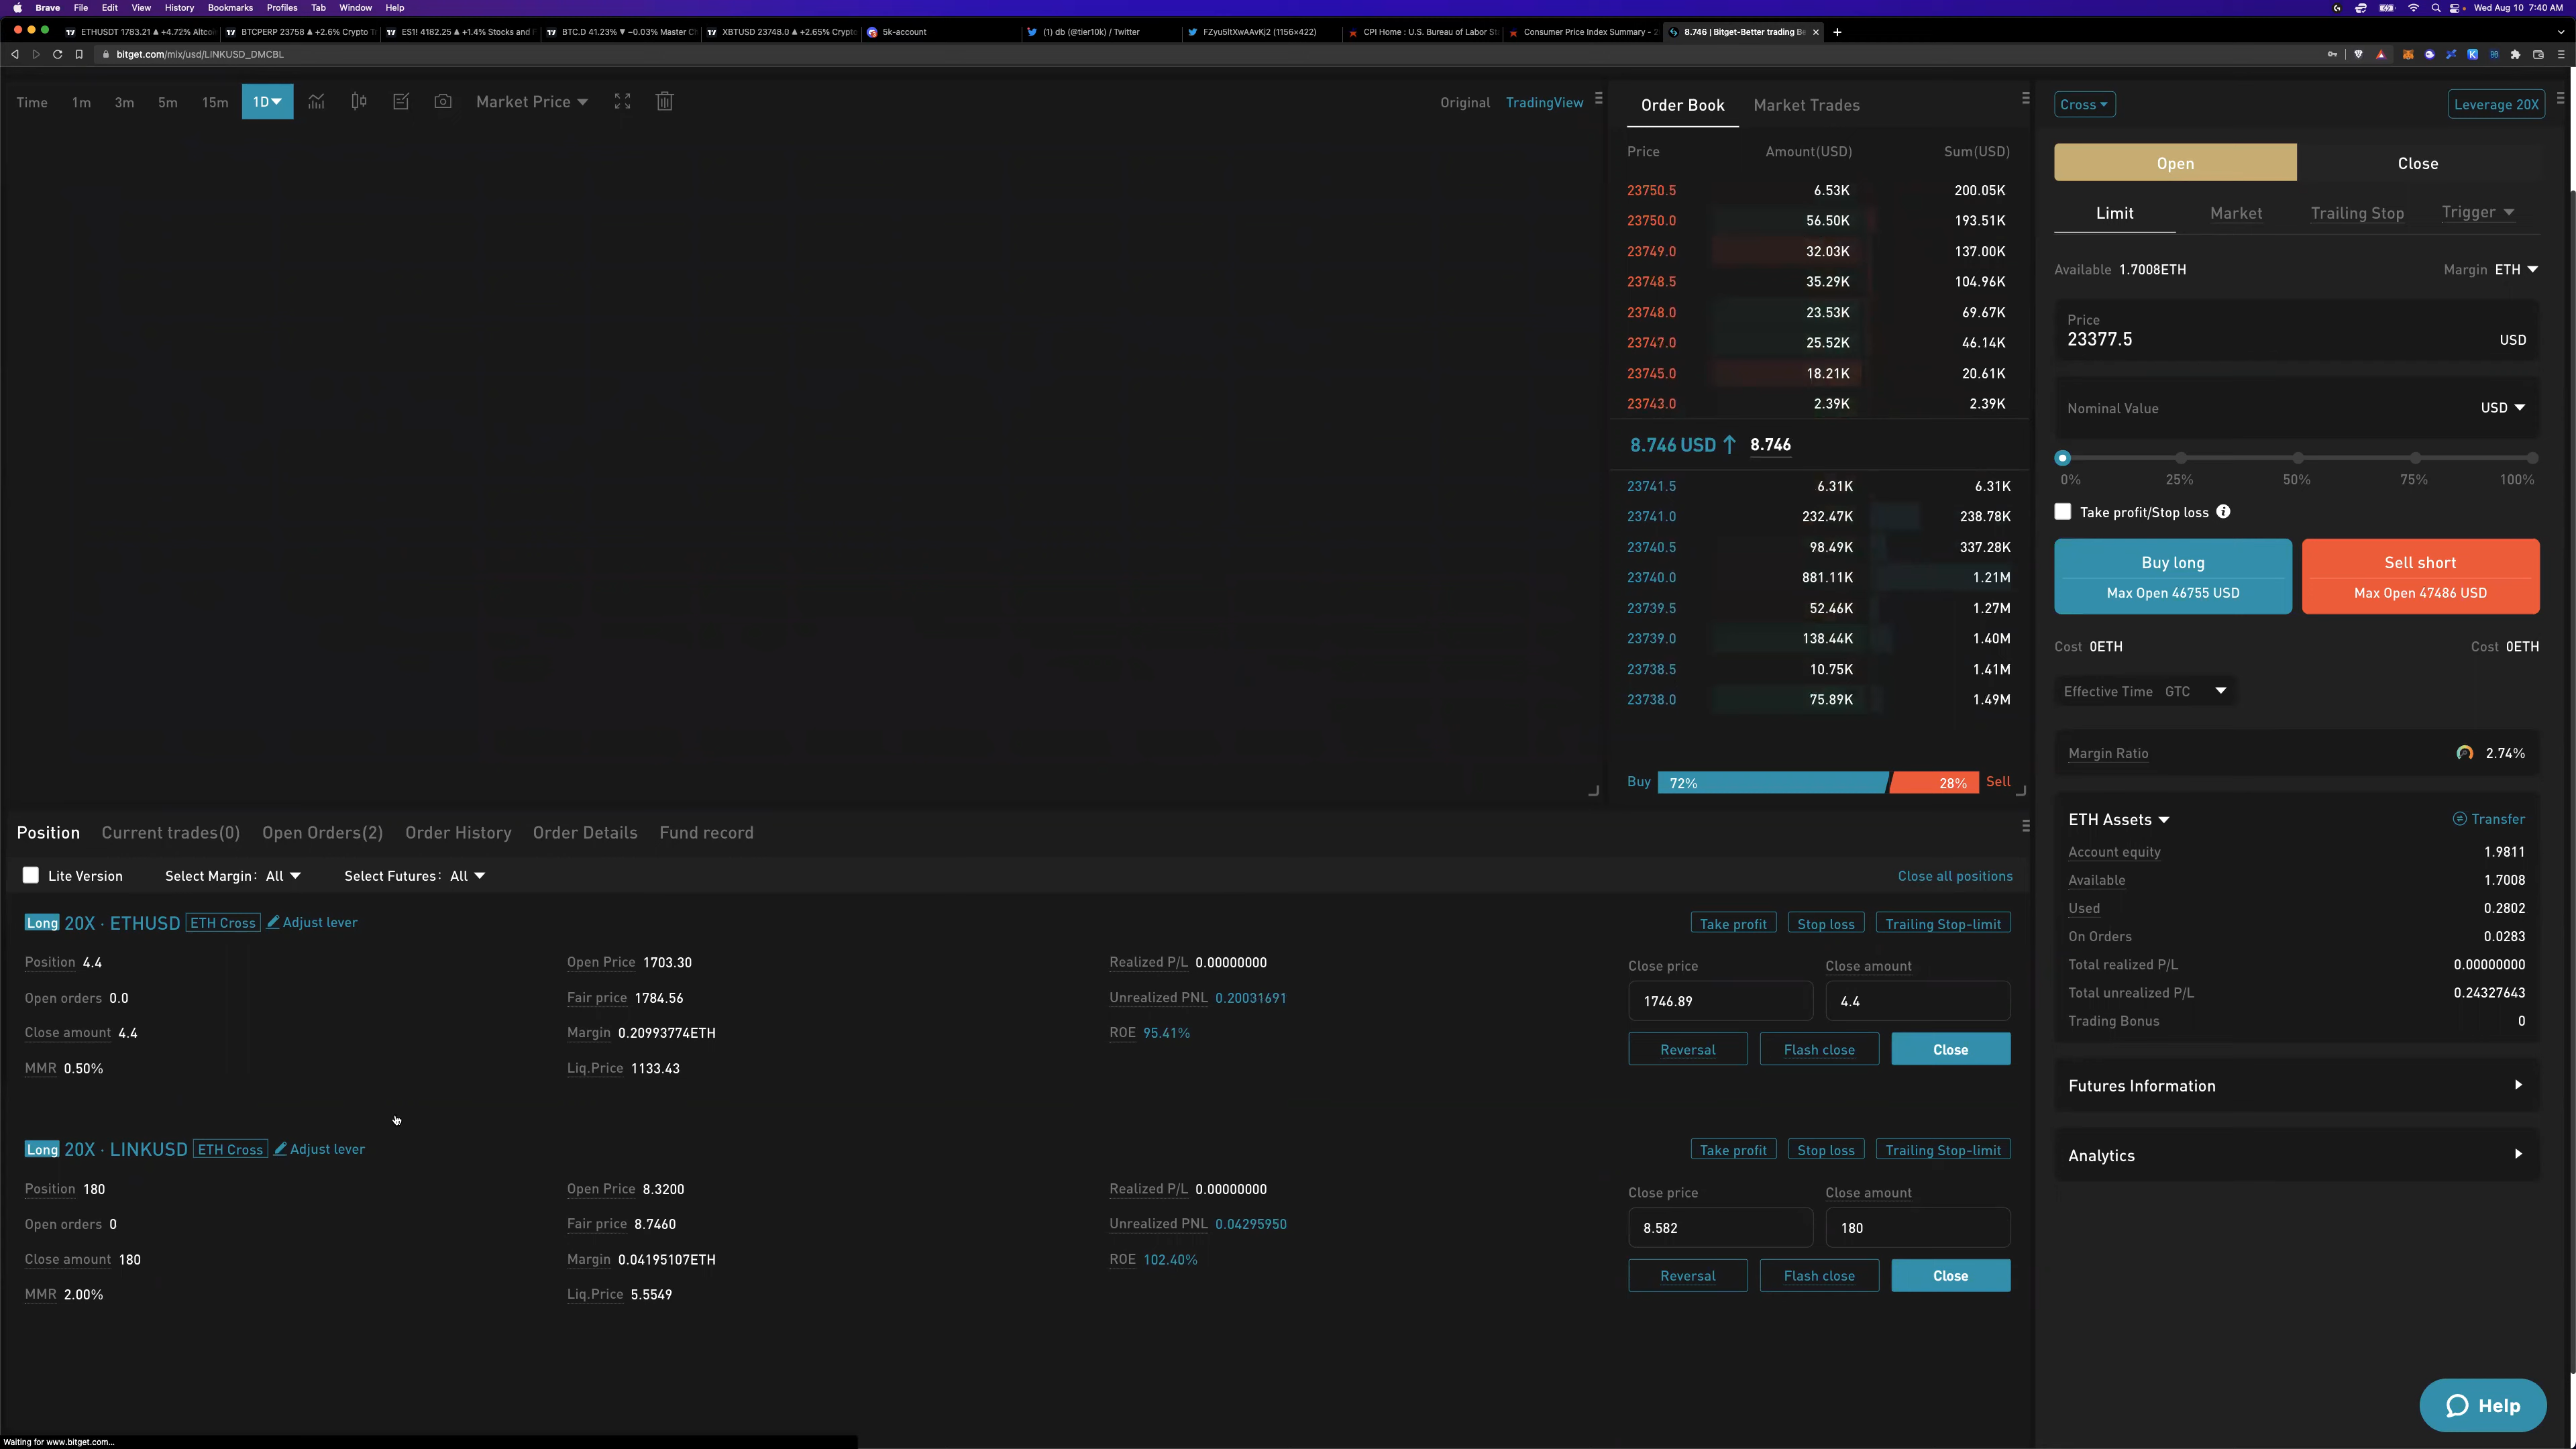 Brave File Edit View History Bookmarks Profiles Tab Window Help Wed Aug 10 7:40 AM
ETHUSDT 1783.21 ▲ +4.72% Altcoi BTCPERP 23758 ▲ +2.6% Crypto T ES1! 4182.25 ▲ +1.4% Stocks and BTC.D 41.23% ▼ −0.03% Master C XBTUSD 23748.0 ▲ +2.65% Crypto 5k-account (1) db (@tier10k) / Twitter FZyu5ltXwAAvKj2 (1156×422) CPI Home : U.S. Bureau of Labor St Consumer Price Index Summary - 2 8.746 | Bitget-Better trading Be
bitget.com/mix/usd/LINKUSD_DMCBL
Time 1m 3m 5m 15m 1D Market Price Original TradingView
Order Book Market Trades
Price Amount(USD) Sum(USD)
23750.5 6.53K 200.05K
23750.0 56.50K 193.51K
23749.0 32.03K 137.00K
23748.5 35.29K 104.96K
23748.0 23.53K 69.67K
23747.0 25.52K 46.14K
23745.0 18.21K 20.61K
23743.0 2.39K 2.39K
8.746 USD ↑ 8.746
23741.5 6.31K 6.31K
23741.0 232.47K 238.78K
23740.5 98.49K 337.28K
23740.0 881.11K 1.21M
23739.5 52.46K 1.27M
23739.0 138.44K 1.40M
23738.5 10.75K 1.41M
23738.0 75.89K 1.49M
Buy 72% 28% Sell
Cross Leverage 20X
Open Close
Limit Market Trailing Stop Trigger
Available 1.7008ETH Margin ETH
Price
23377.5 USD
Nominal Value USD
0% 25% 50% 75% 100%
Take profit/Stop loss
Buy long Sell short
Max Open 46755 USD Max Open 47486 USD
Cost 0ETH Cost 0ETH
Effective Time GTC
Margin Ratio 2.74%
ETH Assets Transfer
Account equity 1.9811
Available 1.7008
Used 0.2802
On Orders 0.0283
Total realized P/L 0.00000000
Total unrealized P/L 0.24327643
Trading Bonus 0
Futures Information
Analytics
Position Current trades(0) Open Orders(2) Order History Order Details Fund record
Lite Version Select Margin: All Select Futures: All Close all positions
Long 20X · ETHUSD ETH Cross Adjust lever Take profit Stop loss Trailing Stop-limit
Position 4.4 Open Price 1703.30 Realized P/L 0.00000000 Close price Close amount
Open orders 0.0 Fair price 1784.56 Unrealized PNL 0.20031691 1746.89 4.4
Close amount 4.4 Margin 0.20993774ETH ROE 95.41% Reversal Flash close Close
MMR 0.50% Liq.Price 1133.43
Long 20X · LINKUSD ETH Cross Adjust lever Take profit Stop loss Trailing Stop-limit
Position 180 Open Price 8.3200 Realized P/L 0.00000000 Close price Close amount
Open orders 0 Fair price 8.7460 Unrealized PNL 0.04295950 8.582 180
Close amount 180 Margin 0.04195107ETH ROE 102.40% Reversal Flash close Close
MMR 2.00% Liq.Price 5.5549
Help
Waiting for www.bitget.com...